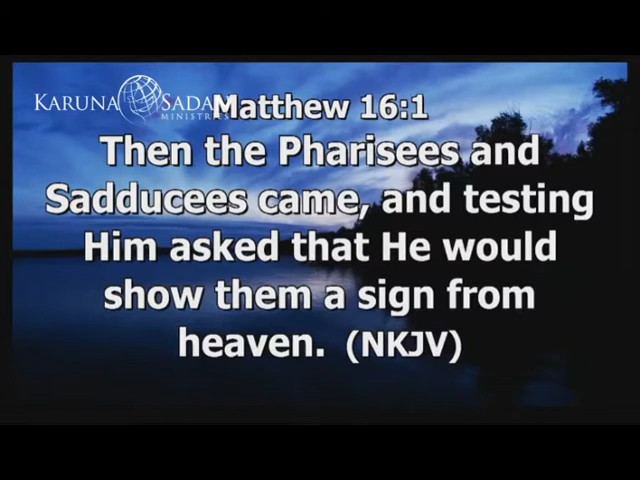 KARUNA SADAN
MINISTRIES
Matthew 16:1
Then the Pharisees and
Sadducees came, and testing
Him asked that He would
show them a sign from
heaven. (NKJV)